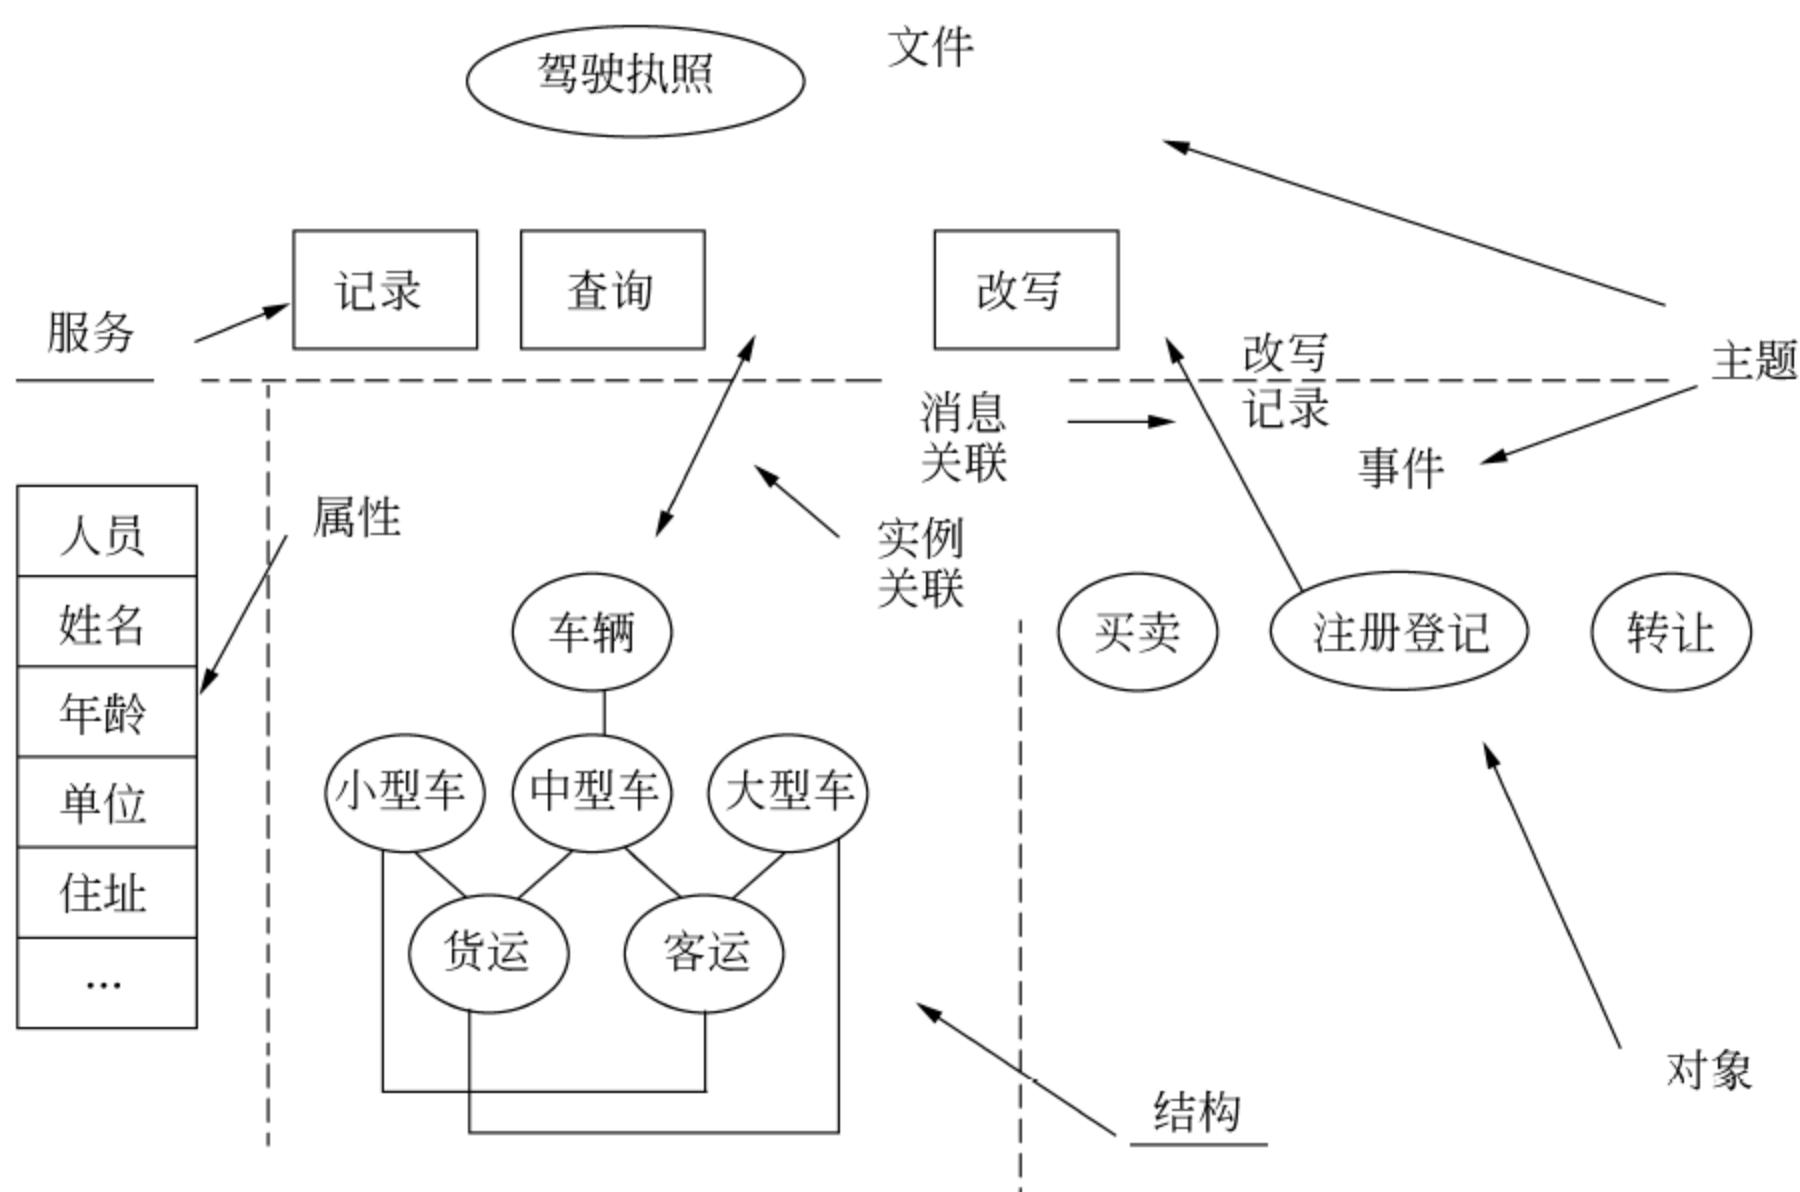 文件
驾驶执照
记录
查询
改写
服务
改写
记录
主题
消息
关联
事件
人员
姓名
年龄
单位
住址
...
属性
实例
关联
车辆
买卖
注册登记
转让
小型车
中型车
大型车
货运
客运
结构
对象